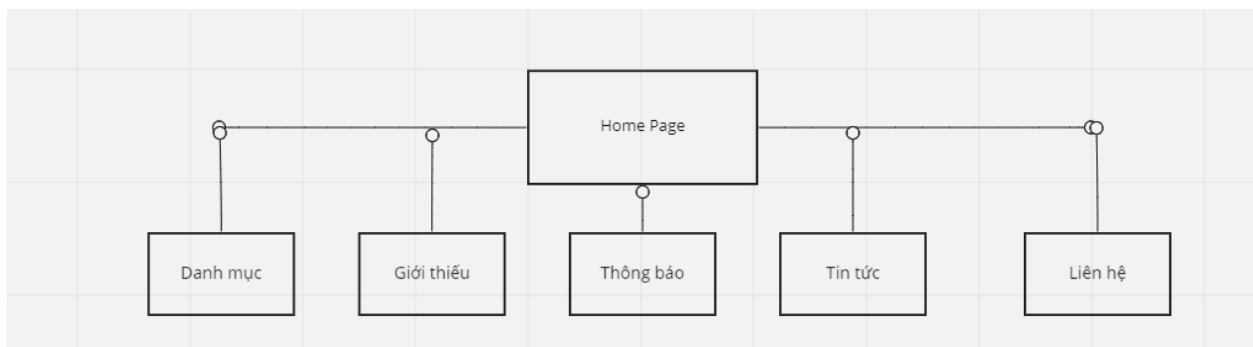 Home Page
Danh mục
Giới thiếu
Thông báo
Tin tức
Liên hệ